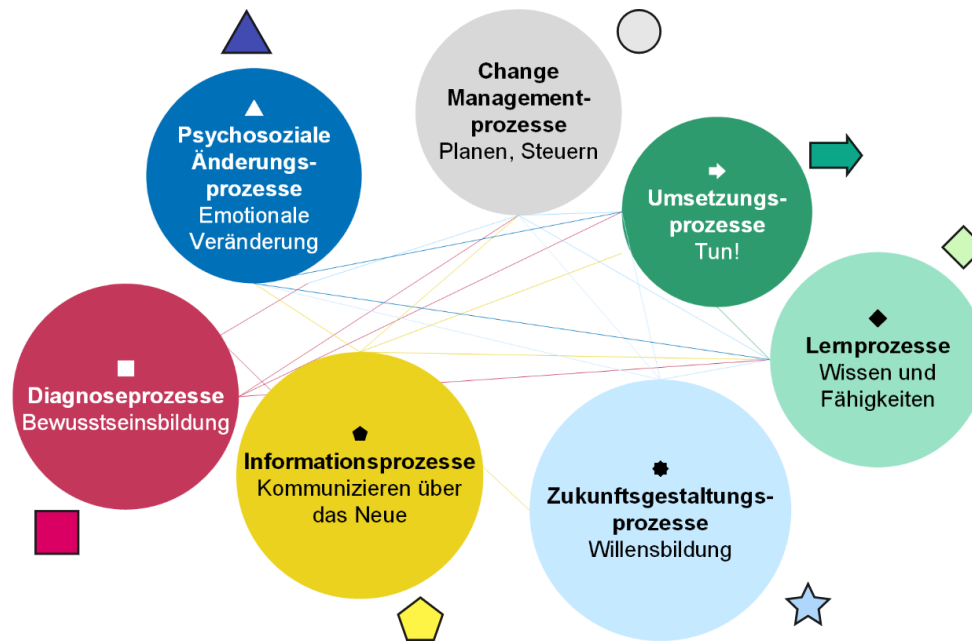 Psychosoziale
Änderungs-
prozesse
Emotionale
Veränderung
Change
Management-
prozesse
Planen, Steuern
Umsetzungs-
prozesse
Tun!
Lernprozesse
Wissen und
Fähigkeiten
Diagnoseprozesse
Bewusstseinsbildung
Informationsprozesse
Kommunizieren über
das Neue
Zukunftsgestaltungs-
prozesse
Willensbildung